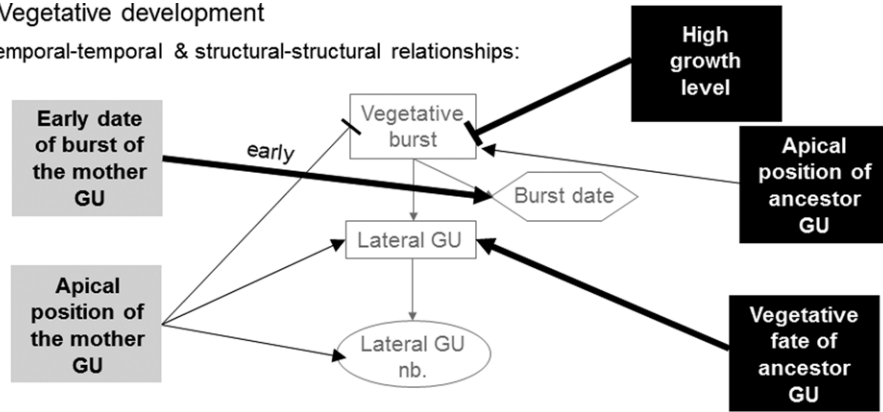 Vegetative development
emporal-temporal & structural-structural relationships:
High
growth
level
Early date
of burst of
the mother
GU
early
Vegetative
burst
Apical
position of
ancestor
GU
Burst date
Lateral GU
Apical
position of
the mother
GU
Lateral GU
nb.
Vegetative
fate of
ancestor
GU